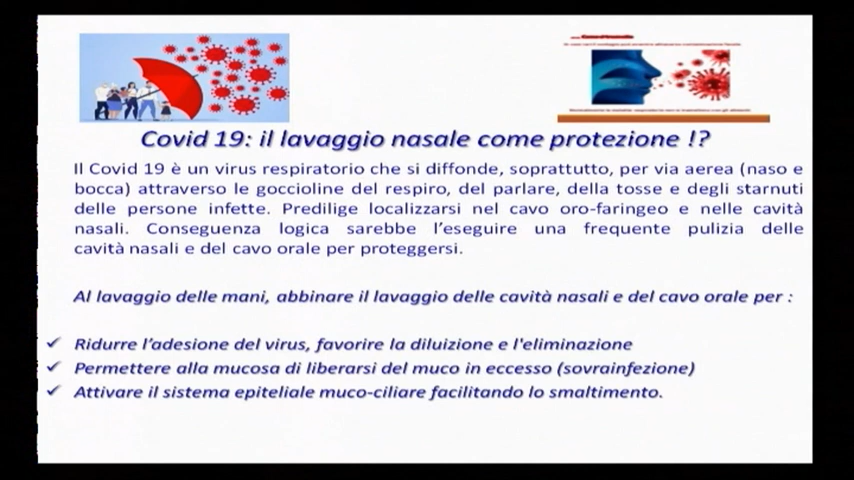 Covid 19: il lavaggio nasale come protezione !?
Il Covid 19 è un virus respiratorio che si diffonde, soprattutto, per via aerea (naso e
bocca) attraverso le goccioline del respiro, del parlare, della tosse e degli starnuti
delle persone infette. Predilige localizzarsi nel cavo oro-faringeo e nelle cavità
nasali. Conseguenza logica sarebbe l’eseguire una frequente pulizia delle
cavità nasali e del cavo orale per proteggersi.
Al lavaggio delle mani, abbinare il lavaggio delle cavità nasali e del cavo orale per :
✓ Ridurre l’adesione del virus, favorire la diluizione e l'eliminazione
✓ Permettere alla mucosa di liberarsi del muco in eccesso (sovrainfezione)
✓ Attivare il sistema epiteliale muco-ciliare facilitando lo smaltimento.